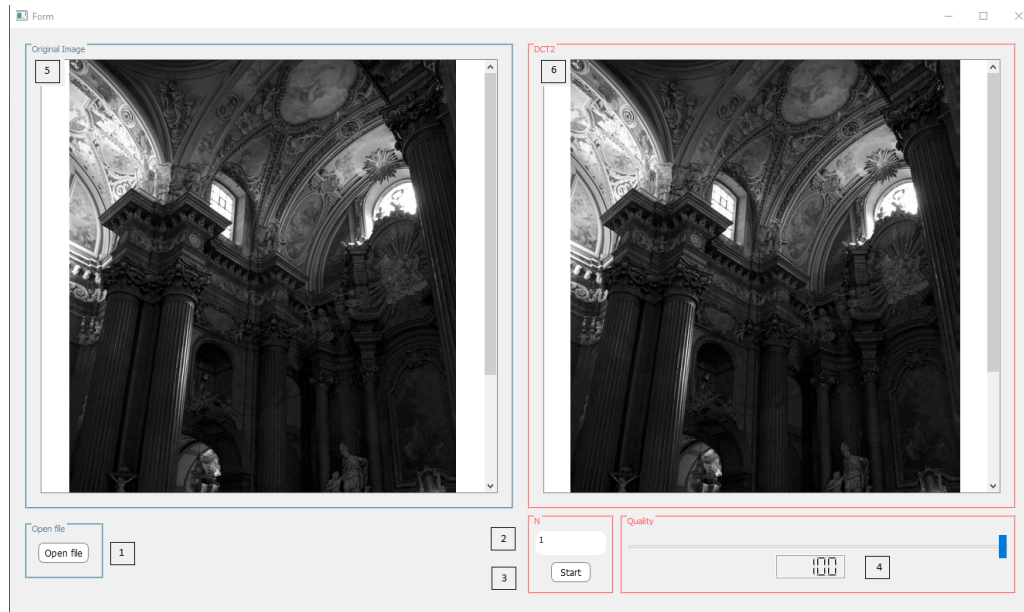 Form
Original Image
DCT2
5
6
Open file
N
Quality
2
1
Open file
1
3
Start
100
4